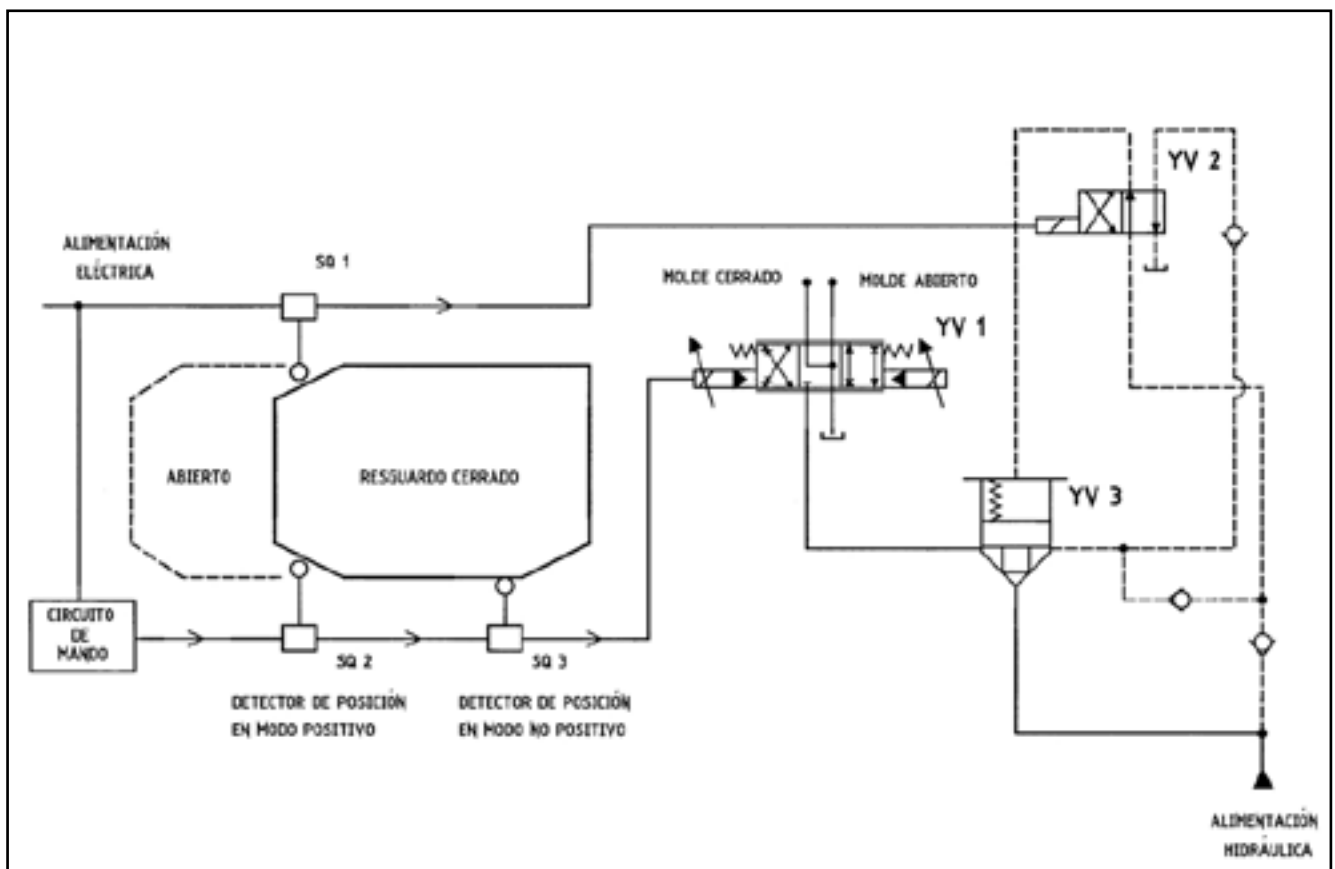 YV 2
ALIMENTACIÓN
ELÉCTRICA
SQ 1
MOLDE CERRADO
MOLDE ABIERTO
YV 1
ABIERTO
RESGUARDO CERRADO
YV 3
CIRCUITO
DE
MANDO
SQ 2
SQ 3
DETECTOR DE POSICIÓN
EN MODO POSITIVO
DETECTOR DE POSICIÓN
EN MODO NO POSITIVO
ALIMENTACIÓN
HIDRÁULICA